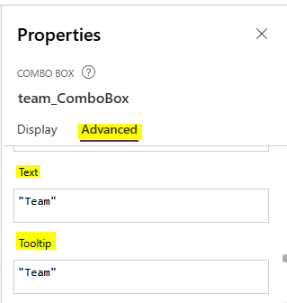 Properties
COMBO BOX
team_ComboBox
Display Advanced
Text
"Team"
Tooltip
"Team"